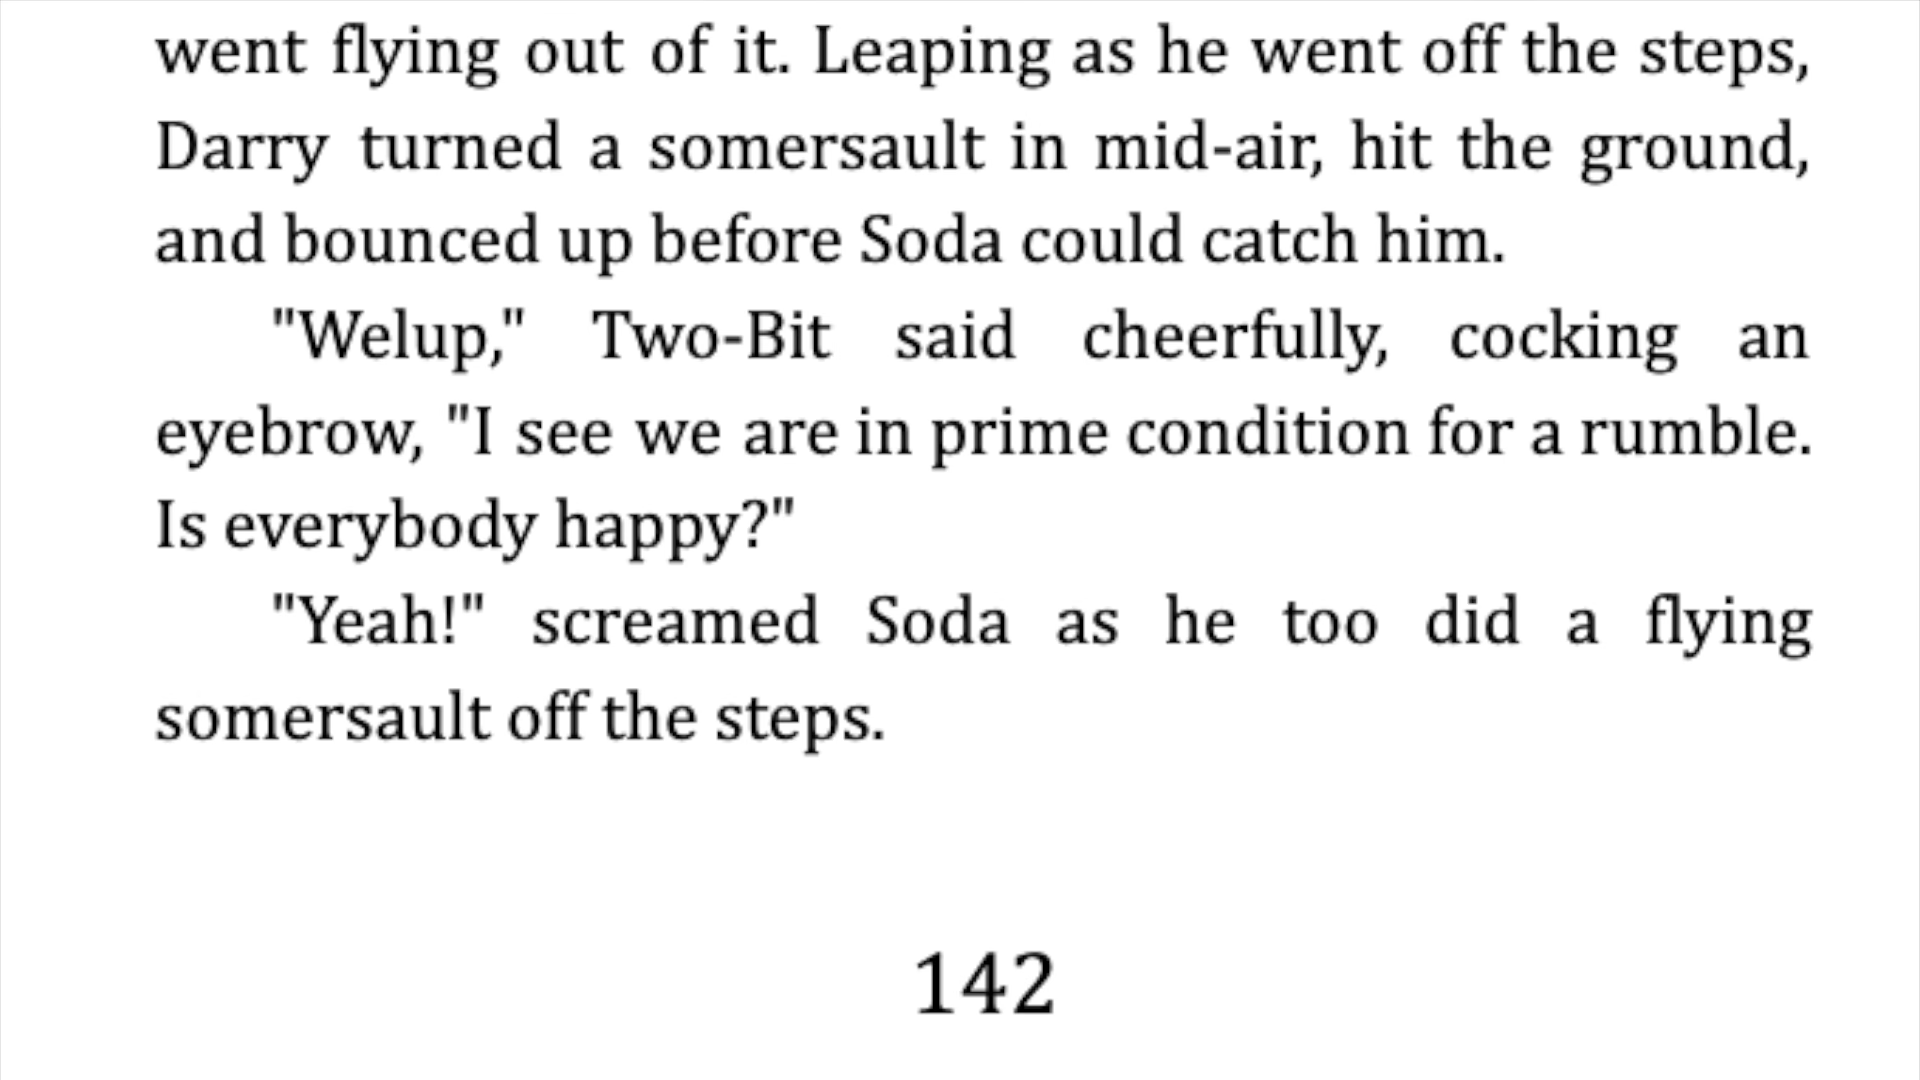 went flying out of it. Leaping as he went off the steps,
Darry turned a somersault in mid-air, hit the ground,
and bounced up before Soda could catch him.
"Welup," Two-Bit said cheerfully, cocking an
eyebrow, "I see we are in prime condition for a rumble.
Is everybody happy?"
"Yeah!" screamed Soda as he too did a flying
somersault off the steps.
142